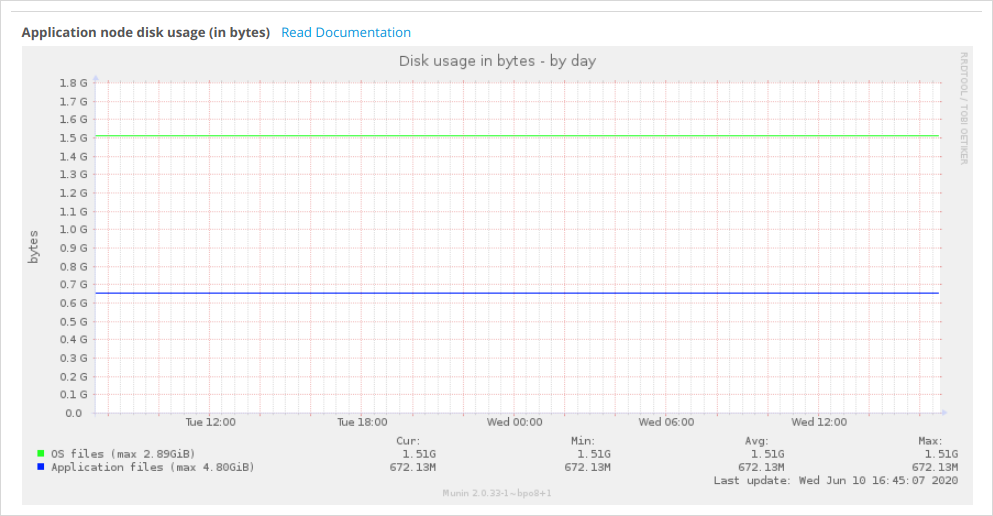 Application node disk usage (in bytes) Read Documentation
Disk usage in bytes - by day
RRDTOOL / TOBI OETIKER
bytes
1.8 G
1.7 G
1.6 G
1.5 G
1.4 G
1.3 G
1.2 G
1.1 G
1.0 G
0.9 G
0.8 G
0.7 G
0.6 G
0.5 G
0.4 G
0.3 G
0.2 G
0.1 G
0.0
Tue 12:00 Tue 18:00 Wed 00:00 Wed 06:00 Wed 12:00
Cur: Min: Avg: Max:
OS files (max 2.89GiB) 1.51G 1.51G 1.51G 1.51G
Application files (max 4.80GiB) 672.13M 672.13M 672.13M 672.13M
Last update: Wed Jun 10 16:45:07 2020
Munin 2.0.33-1~bpo8+1